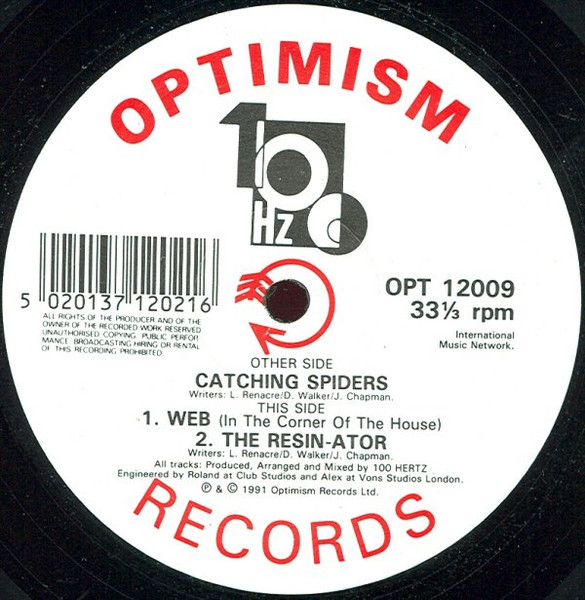 OPTIMISM
100
Hz
5 020137 120216
ALL RIGHTS OF THE PRODUCER AND OF THE
OWNER OF THE RECORDED WORK RESERVED
UNAUTHORISED COPYING. PUBLIC PERFOR
MANCE BROADCASTING HIRING OR RENTAL
OF THIS RECORDING PROHIBITED
OPT 12009
33⅓ rpm
International
Music Network.
OTHER SIDE
CATCHING SPIDERS
Writers: L. Renacre/D. Walker/J. Chapman.
THIS SIDE
1. WEB (In The Corner Of The House)
2. THE RESIN-ATOR
Writers: L. Renacre/D. Walker/J. Chapman.
All tracks: Produced, Arranged and Mixed by 100 HERTZ
Engineered by Roland at Club Studios and Alex at Vons Studios London.
℗ & © 1991 Optimism Records Ltd.
RECORDS